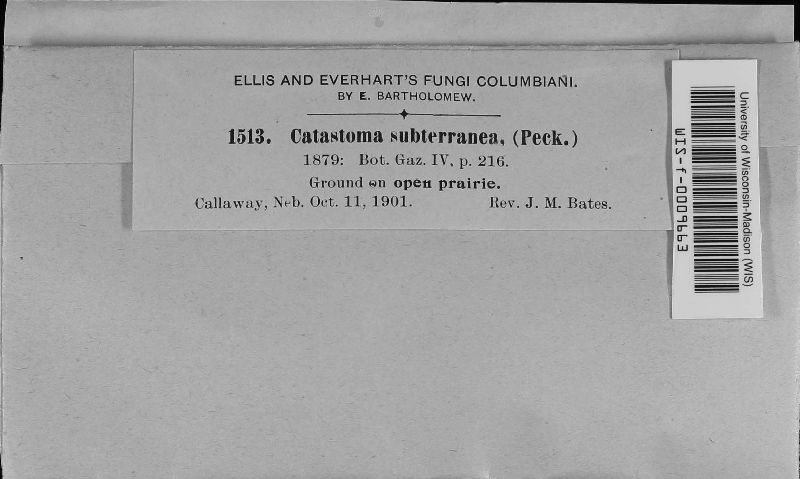 ELLIS AND EVERHART'S FUNGI COLUMBIANI.
BY E. BARTHOLOMEW.
1513. Catastoma subterranea, (Peck.)
1879: Bot. Gaz. IV, p. 216.
Ground on open prairie.
Callaway, Neb. Oct. 11, 1901. Rev. J. M. Bates.
University of Wisconsin-Madison (WIS)
WIS-f-0009693